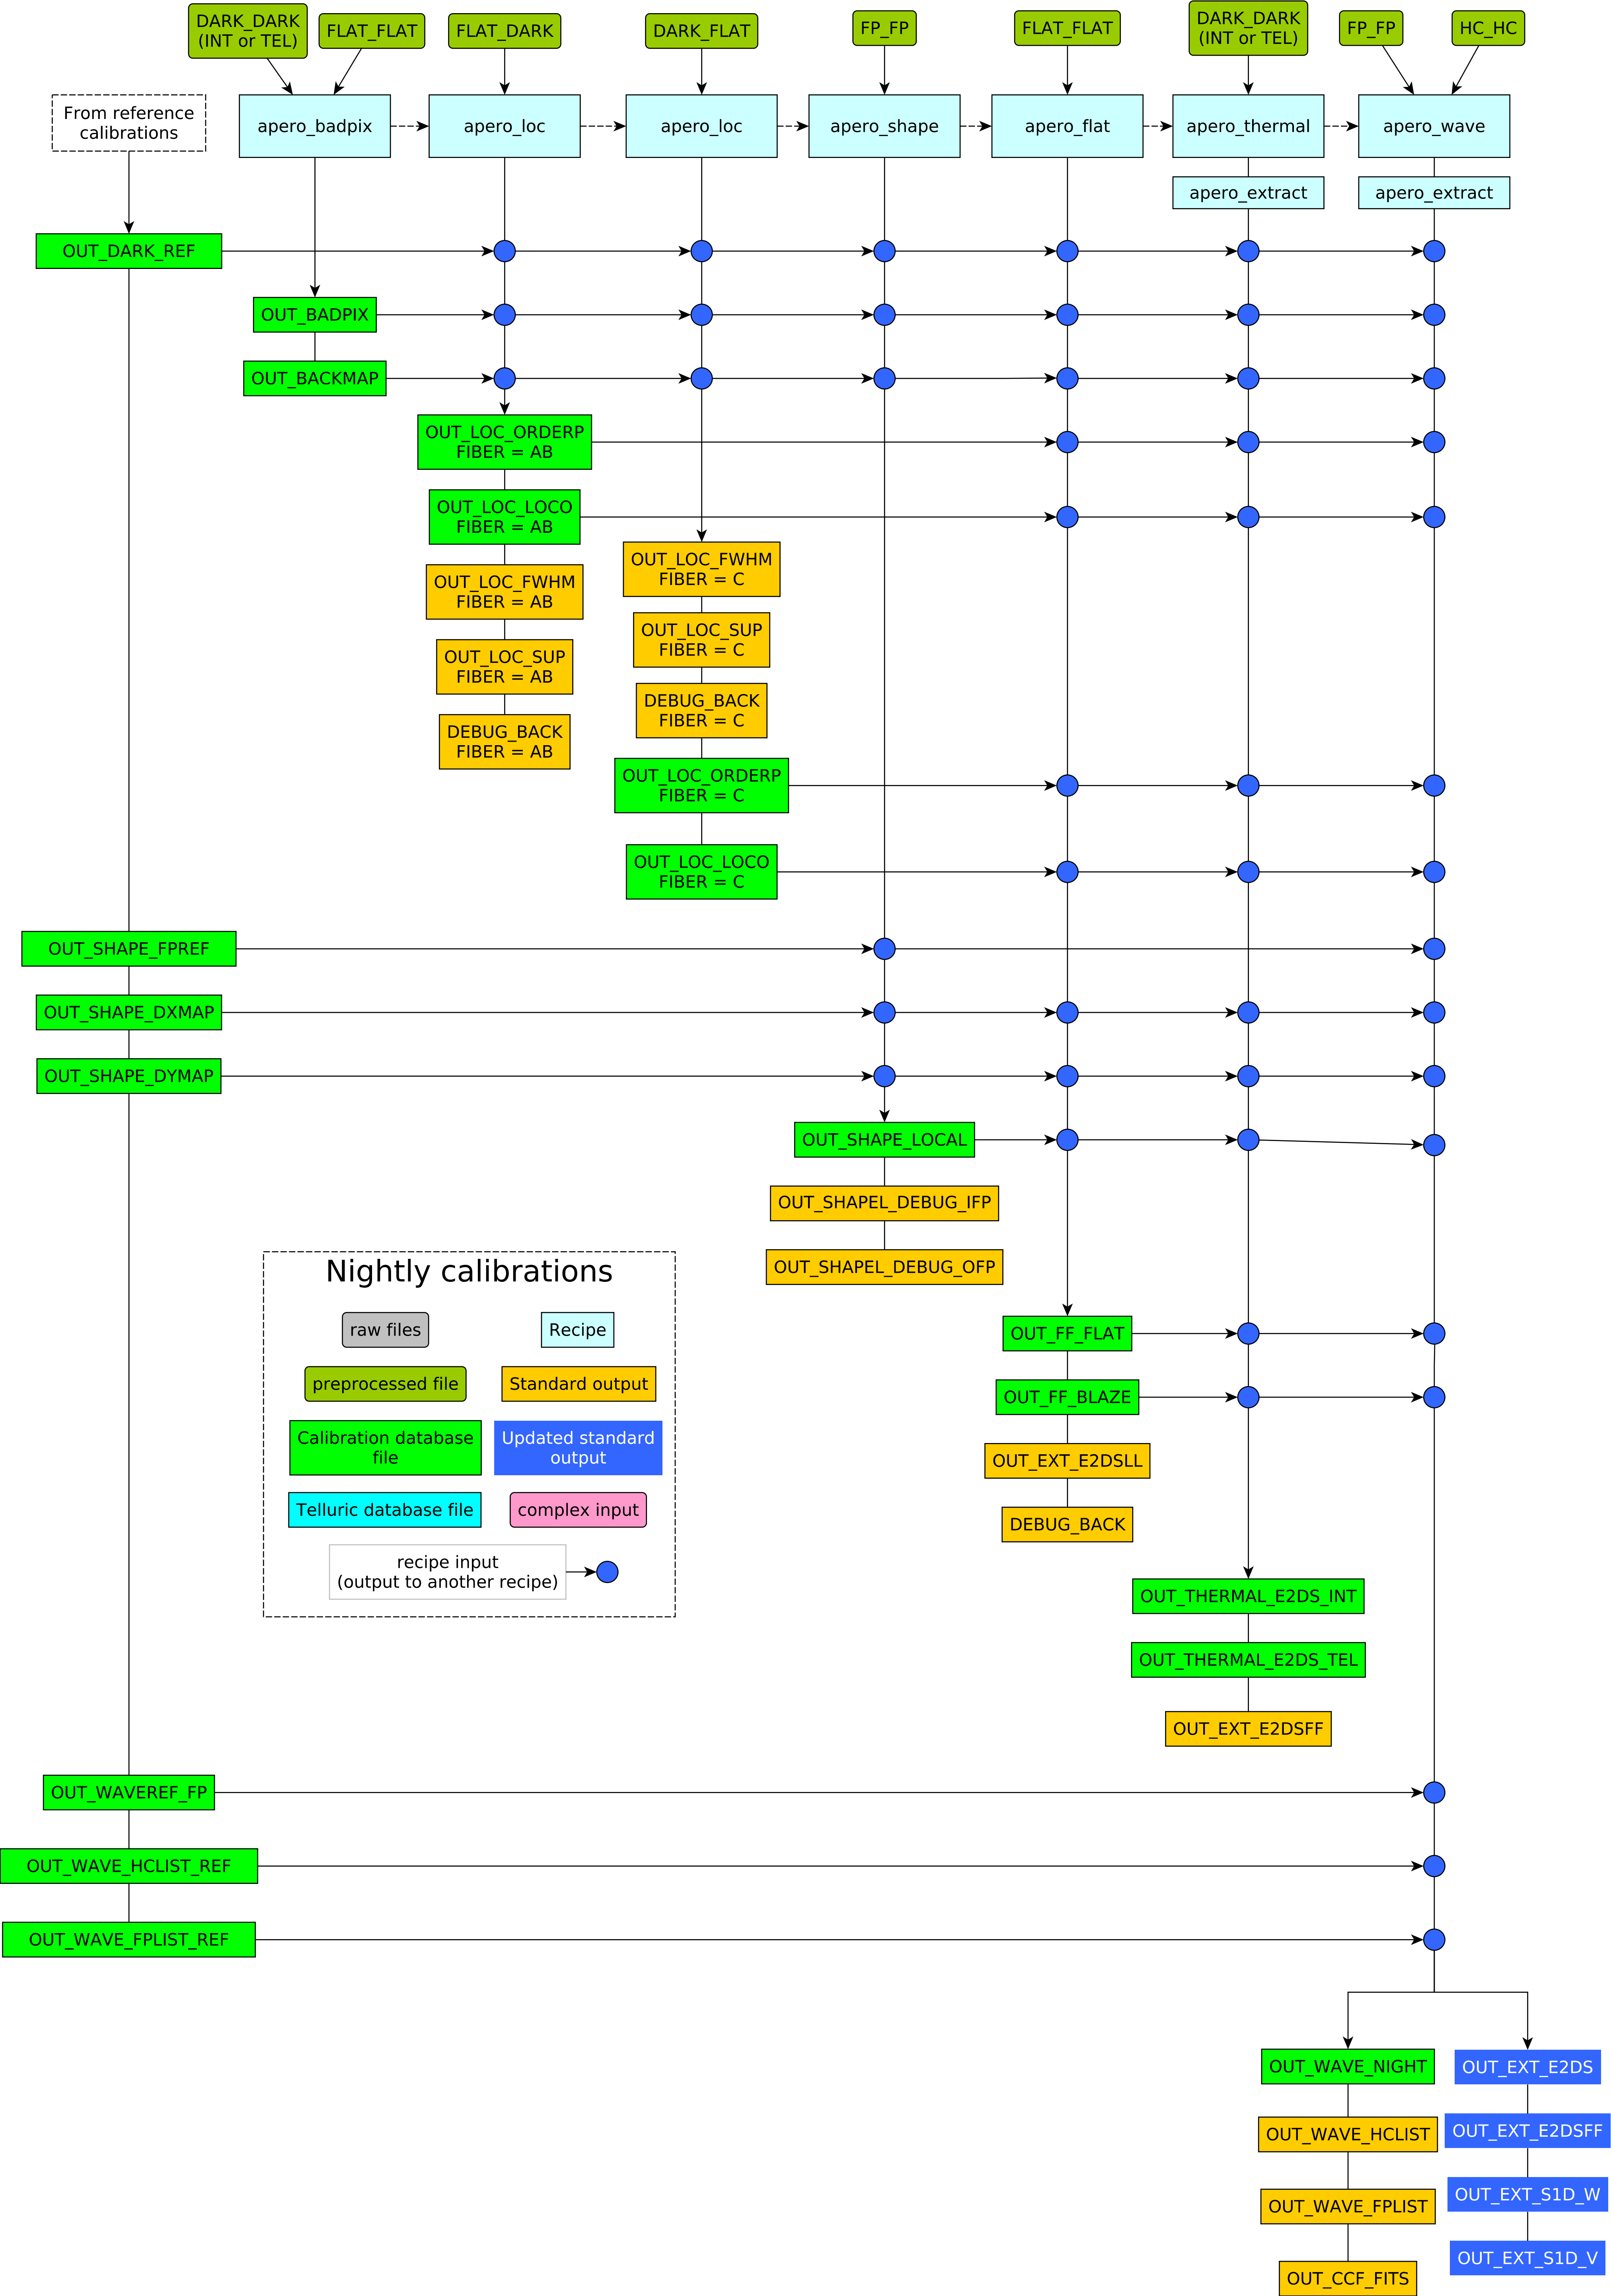 DARK_DARK
(INT or TEL)
FLAT_FLAT
FLAT_DARK
DARK_FLAT
FP_FP
FLAT_FLAT
DARK_DARK
(INT or TEL)
FP_FP
HC_HC
From reference
calibrations
apero_badpix
apero_loc
apero_loc
apero_shape
apero_flat
apero_thermal
apero_wave
apero_extract
apero_extract
OUT_DARK_REF
OUT_BADPIX
OUT_BACKMAP
OUT_LOC_ORDERP
FIBER = AB
OUT_LOC_LOCO
FIBER = AB
OUT_LOC_FWHM
FIBER = AB
OUT_LOC_SUP
FIBER = AB
DEBUG_BACK
FIBER = AB
OUT_LOC_FWHM
FIBER = C
OUT_LOC_SUP
FIBER = C
DEBUG_BACK
FIBER = C
OUT_LOC_ORDERP
FIBER = C
OUT_LOC_LOCO
FIBER = C
OUT_SHAPE_FPREF
OUT_SHAPE_DXMAP
OUT_SHAPE_DYMAP
OUT_SHAPE_LOCAL
OUT_SHAPEL_DEBUG_IFP
OUT_SHAPEL_DEBUG_OFP
Nightly calibrations
raw files
Recipe
preprocessed file
Standard output
Calibration database
file
Updated standard
output
Telluric database file
complex input
recipe input
(output to another recipe)
OUT_FF_FLAT
OUT_FF_BLAZE
OUT_EXT_E2DSLL
DEBUG_BACK
OUT_THERMAL_E2DS_INT
OUT_THERMAL_E2DS_TEL
OUT_EXT_E2DSFF
OUT_WAVEREF_FP
OUT_WAVE_HCLIST_REF
OUT_WAVE_FPLIST_REF
OUT_WAVE_NIGHT
OUT_WAVE_HCLIST
OUT_WAVE_FPLIST
OUT_CCF_FITS
OUT_EXT_E2DS
OUT_EXT_E2DSFF
OUT_EXT_S1D_W
OUT_EXT_S1D_V